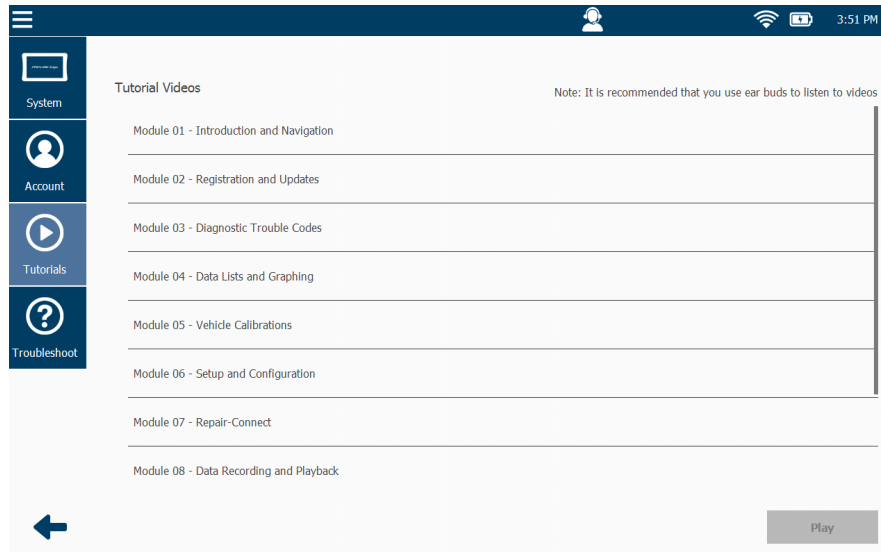 3:51 PM
System
Account
Tutorials
Troubleshoot
Tutorial Videos
Note: It is recommended that you use ear buds to listen to videos
Module 01 - Introduction and Navigation
Module 02 - Registration and Updates
Module 03 - Diagnostic Trouble Codes
Module 04 - Data Lists and Graphing
Module 05 - Vehicle Calibrations
Module 06 - Setup and Configuration
Module 07 - Repair-Connect
Module 08 - Data Recording and Playback
Play